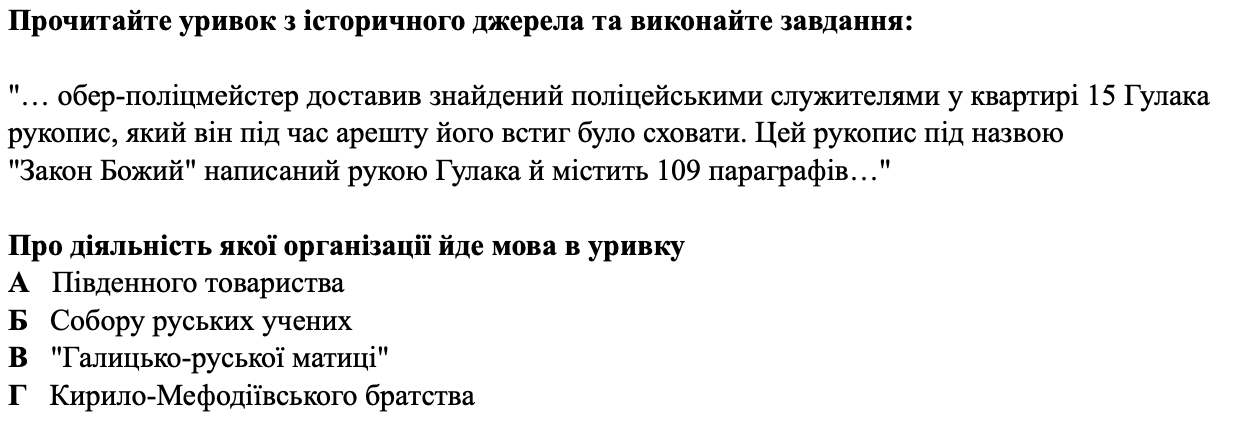 Прочитайте уривок з історичного джерела та виконайте завдання:
"… обер-поліцмейстер доставив знайдений поліцейськими служителями у квартирі 15 Гулака
рукопис, який він під час арешту його встиг було сховати. Цей рукопис під назвою
"Закон Божий" написаний рукою Гулака й містить 109 параграфів…"
Про діяльність якої організації йде мова в уривку
А Південного товариства
Б Собору руських учених
В "Галицько-руської матиці"
Г Кирило-Мефодіївського братства